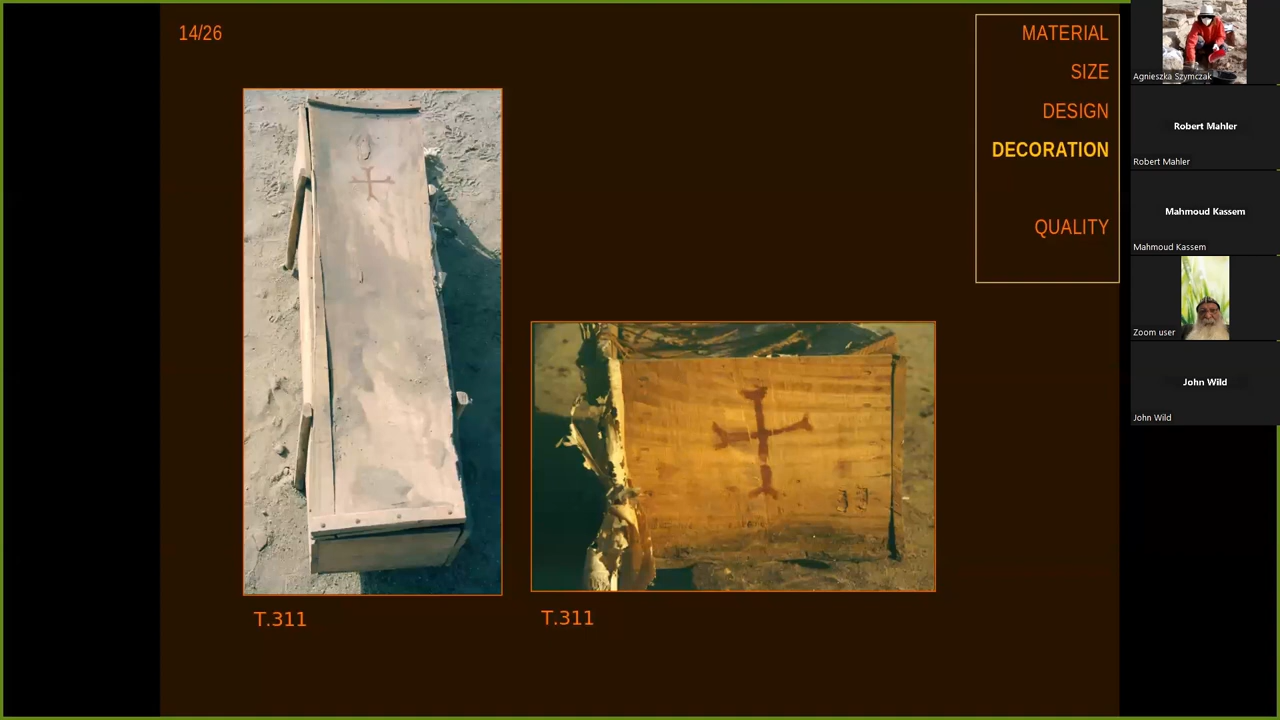 14/26
MATERIAL
SIZE
DESIGN
DECORATION
QUALITY
T.311
T.311
Agnieszka Szymczak
Robert Mahler
Robert Mahler
Mahmoud Kassem
Mahmoud Kassem
Zoom user
John Wild
John Wild